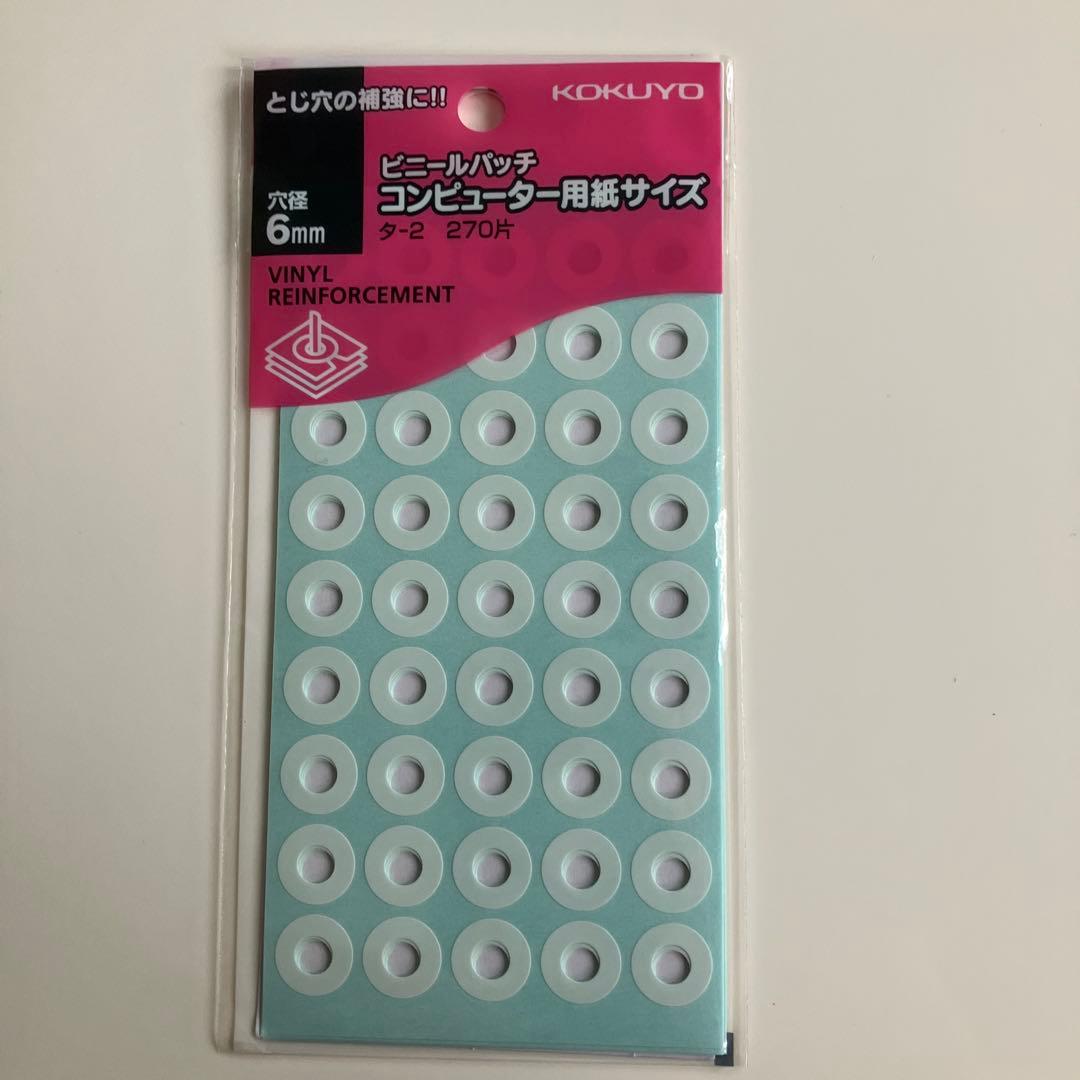 とじ穴の補強に!!
KOKUYO
ビニールパッチ
コンピューター用紙サイズ
タ-2 270片
穴径
6mm
VINYL
REINFORCEMENT